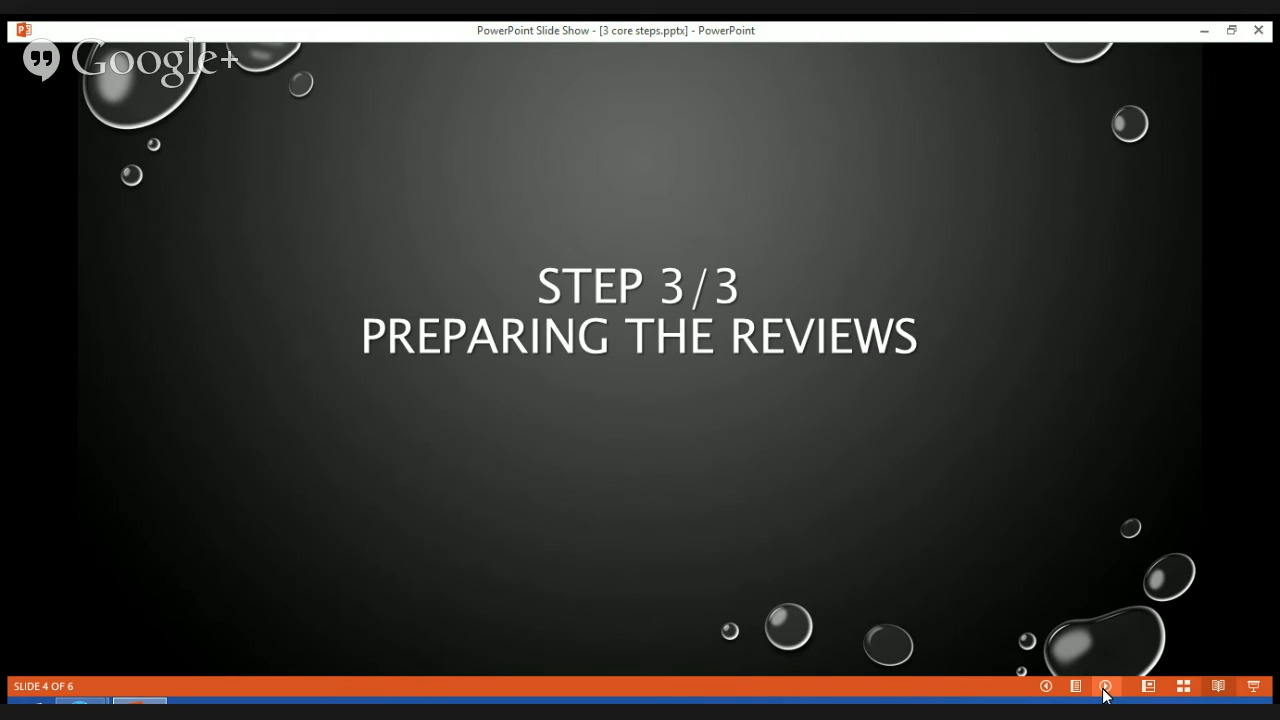 PowerPoint Slide Show - [3 core steps.pptx] - PowerPoint
Google+
STEP 3/3
PREPARING THE REVIEWS
SLIDE 4 OF 6